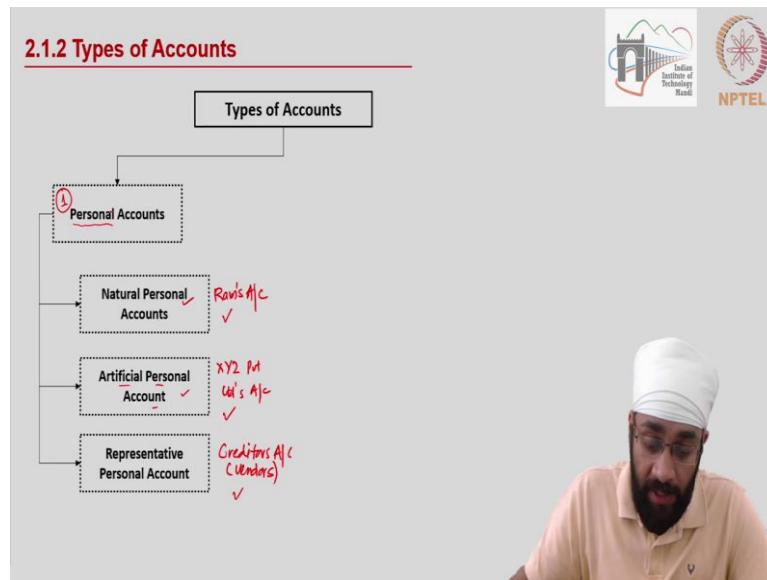 2.1.2 Types of Accounts
Indian
Institute of
Technology
Mandi
NPTEL
Types of Accounts
1
Personal Accounts
Natural Personal
Accounts
Ram's A/c
Artificial Personal
Account
XYZ Pvt
Ltd's A/c
Representative
Personal Account
Creditors A/c
(Vendors)